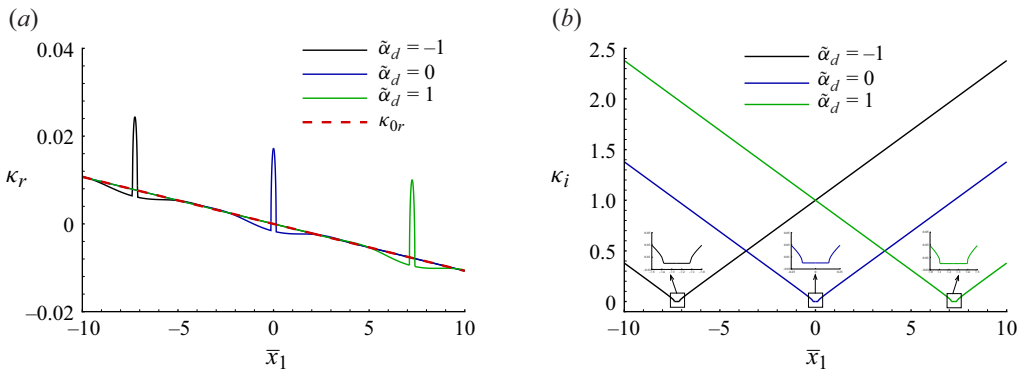 (a)
(b)
0.04
0.02
0
–0.02
κr
–10
–5
0
5
10
x̄1
α̃d = –1
α̃d = 0
α̃d = 1
κ0r
2.5
2.0
1.5
1.0
0.5
0
κi
–10
–5
0
5
10
x̄1
α̃d = –1
α̃d = 0
α̃d = 1